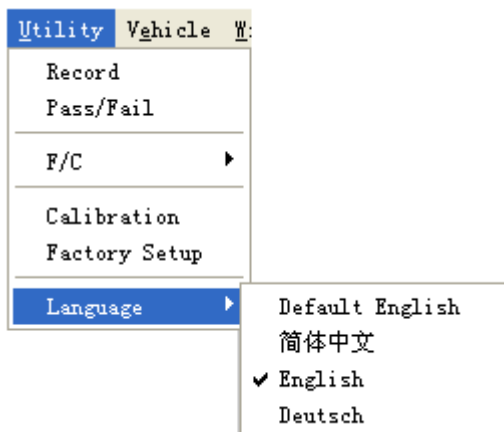 Utility Vehicle W
Record
Pass/Fail
F/C
Calibration
Factory Setup
Language
Default English
简体中文
English
Deutsch